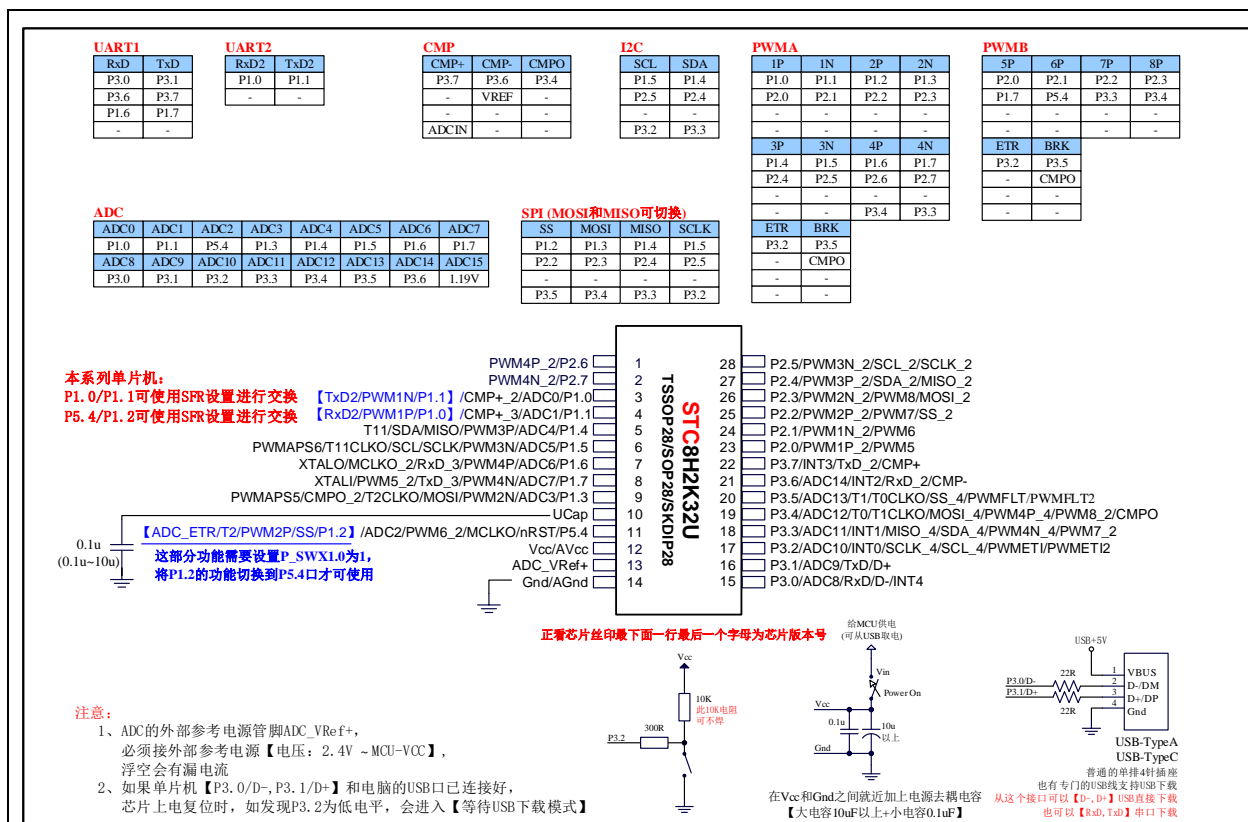 UART1 UART2 CMP I2C PWMA PWMB
RxD TxD RxD2 TxD2 CMP+ CMP- CMPO SCL SDA 1P 1N 2P 2N 5P 6P 7P 8P
P3.0 P3.1 P1.0 P1.1 P3.7 P3.6 P3.4 P1.5 P1.4 P1.0 P1.1 P1.2 P1.3 P2.0 P2.1 P2.2 P2.3
P3.6 P3.7 - - - VREF - P2.5 P2.4 P2.0 P2.1 P2.2 P2.3 P1.7 P5.4 P3.3 P3.4
P1.6 P1.7 - - - - - - - - - - - - -
- - ADCIN - - P3.2 P3.3 - - - - - - - -
3P 3N 4P 4N ETR BRK
P1.4 P1.5 P1.6 P1.7 P3.2 P3.5
P2.4 P2.5 P2.6 P2.7 - CMPO
- - - - - -
- - P3.4 P3.3 - -
ADC SPI (MOSI和MISO可切换)
ADC0 ADC1 ADC2 ADC3 ADC4 ADC5 ADC6 ADC7 SS MOSI MISO SCLK ETR BRK
P1.0 P1.1 P5.4 P1.3 P1.4 P1.5 P1.6 P1.7 P1.2 P1.3 P1.4 P1.5 P3.2 P3.5
ADC8 ADC9 ADC10 ADC11 ADC12 ADC13 ADC14 ADC15 P2.2 P2.3 P2.4 P2.5 - CMPO
P3.0 P3.1 P3.2 P3.3 P3.4 P3.5 P3.6 1.19V - - - - - -
P3.5 P3.4 P3.3 P3.2 - -
本系列单片机：
P1.0/P1.1可使用SFR设置进行交换
P5.4/P1.2可使用SFR设置进行交换
PWM4P_2/P2.6 1
PWM4N_2/P2.7 2
【TxD2/PWM1N/P1.1】/CMP+_2/ADC0/P1.0 3
【RxD2/PWM1P/P1.0】/CMP+_3/ADC1/P1.1 4
T11/SDA/MISO/PWM3P/ADC4/P1.4 5
PWMAPS6/T11CLKO/SCL/SCLK/PWM3N/ADC5/P1.5 6
XTALO/MCLKO_2/RxD_3/PWM4P/ADC6/P1.6 7
XTALI/PWM5_2/TxD_3/PWM4N/ADC7/P1.7 8
PWMAPS5/CMPO_2/T2CLKO/MOSI/PWM2N/ADC3/P1.3 9
UCap 10
【ADC_ETR/T2/PWM2P/SS/P1.2】/ADC2/PWM6_2/MCLKO/nRST/P5.4 11
Vcc/AVcc 12
ADC_VRef+ 13
Gnd/AGnd 14
0.1u
(0.1u~10u)
这部分功能需要设置P_SWX1.0为1，
将P1.2的功能切换到P5.4口才可使用
STC8H2K32U
TSSOP28/SOP28/SKDIP28
28 P2.5/PWM3N_2/SCL_2/SCLK_2
27 P2.4/PWM3P_2/SDA_2/MISO_2
26 P2.3/PWM2N_2/PWM8/MOSI_2
25 P2.2/PWM2P_2/PWM7/SS_2
24 P2.1/PWM1N_2/PWM6
23 P2.0/PWM1P_2/PWM5
22 P3.7/INT3/TxD_2/CMP+
21 P3.6/ADC14/INT2/RxD_2/CMP-
20 P3.5/ADC13/T1/T0CLKO/SS_4/PWMFLT/PWMFLT2
19 P3.4/ADC12/T0/T1CLKO/MOSI_4/PWM4P_4/PWM8_2/CMPO
18 P3.3/ADC11/INT1/MISO_4/SDA_4/PWM4N_4/PWM7_2
17 P3.2/ADC10/INT0/SCLK_4/SCL_4/PWMETI/PWMETI2
16 P3.1/ADC9/TxD/D+
15 P3.0/ADC8/RxD/D-/INT4
正看芯片丝印最下面一行最后一个字母为芯片版本号
注意：
1、ADC的外部参考电源管脚ADC_VRef+，
必须接外部参考电源【电压：2.4V ~ MCU-VCC】，
浮空会有漏电流
2、如果单片机【P3.0/D-,P3.1/D+】和电脑的USB口已连接好，
芯片上电复位时，如发现P3.2为低电平，会进入【等待USB下载模式】
Vcc
10K
此10K电阻
可不焊
300R
P3.2
给MCU供电
(可从USB取电)
Vin
Power On
Vcc
0.1u
10u
以上
Gnd
在Vcc和Gnd之间就近加上电源去耦电容
【大电容10uF以上+小电容0.1uF】
USB+5V
22R
P3.0/D-
P3.1/D+
22R
1 VBUS
2 D-/DM
3 D+/DP
4 Gnd
USB-TypeA
USB-TypeC
普通的单排4针插座
也有专门的USB线支持USB下载
从这个接口可以【D-,D+】USB直接下载
也可以【RxD,TxD】串口下载